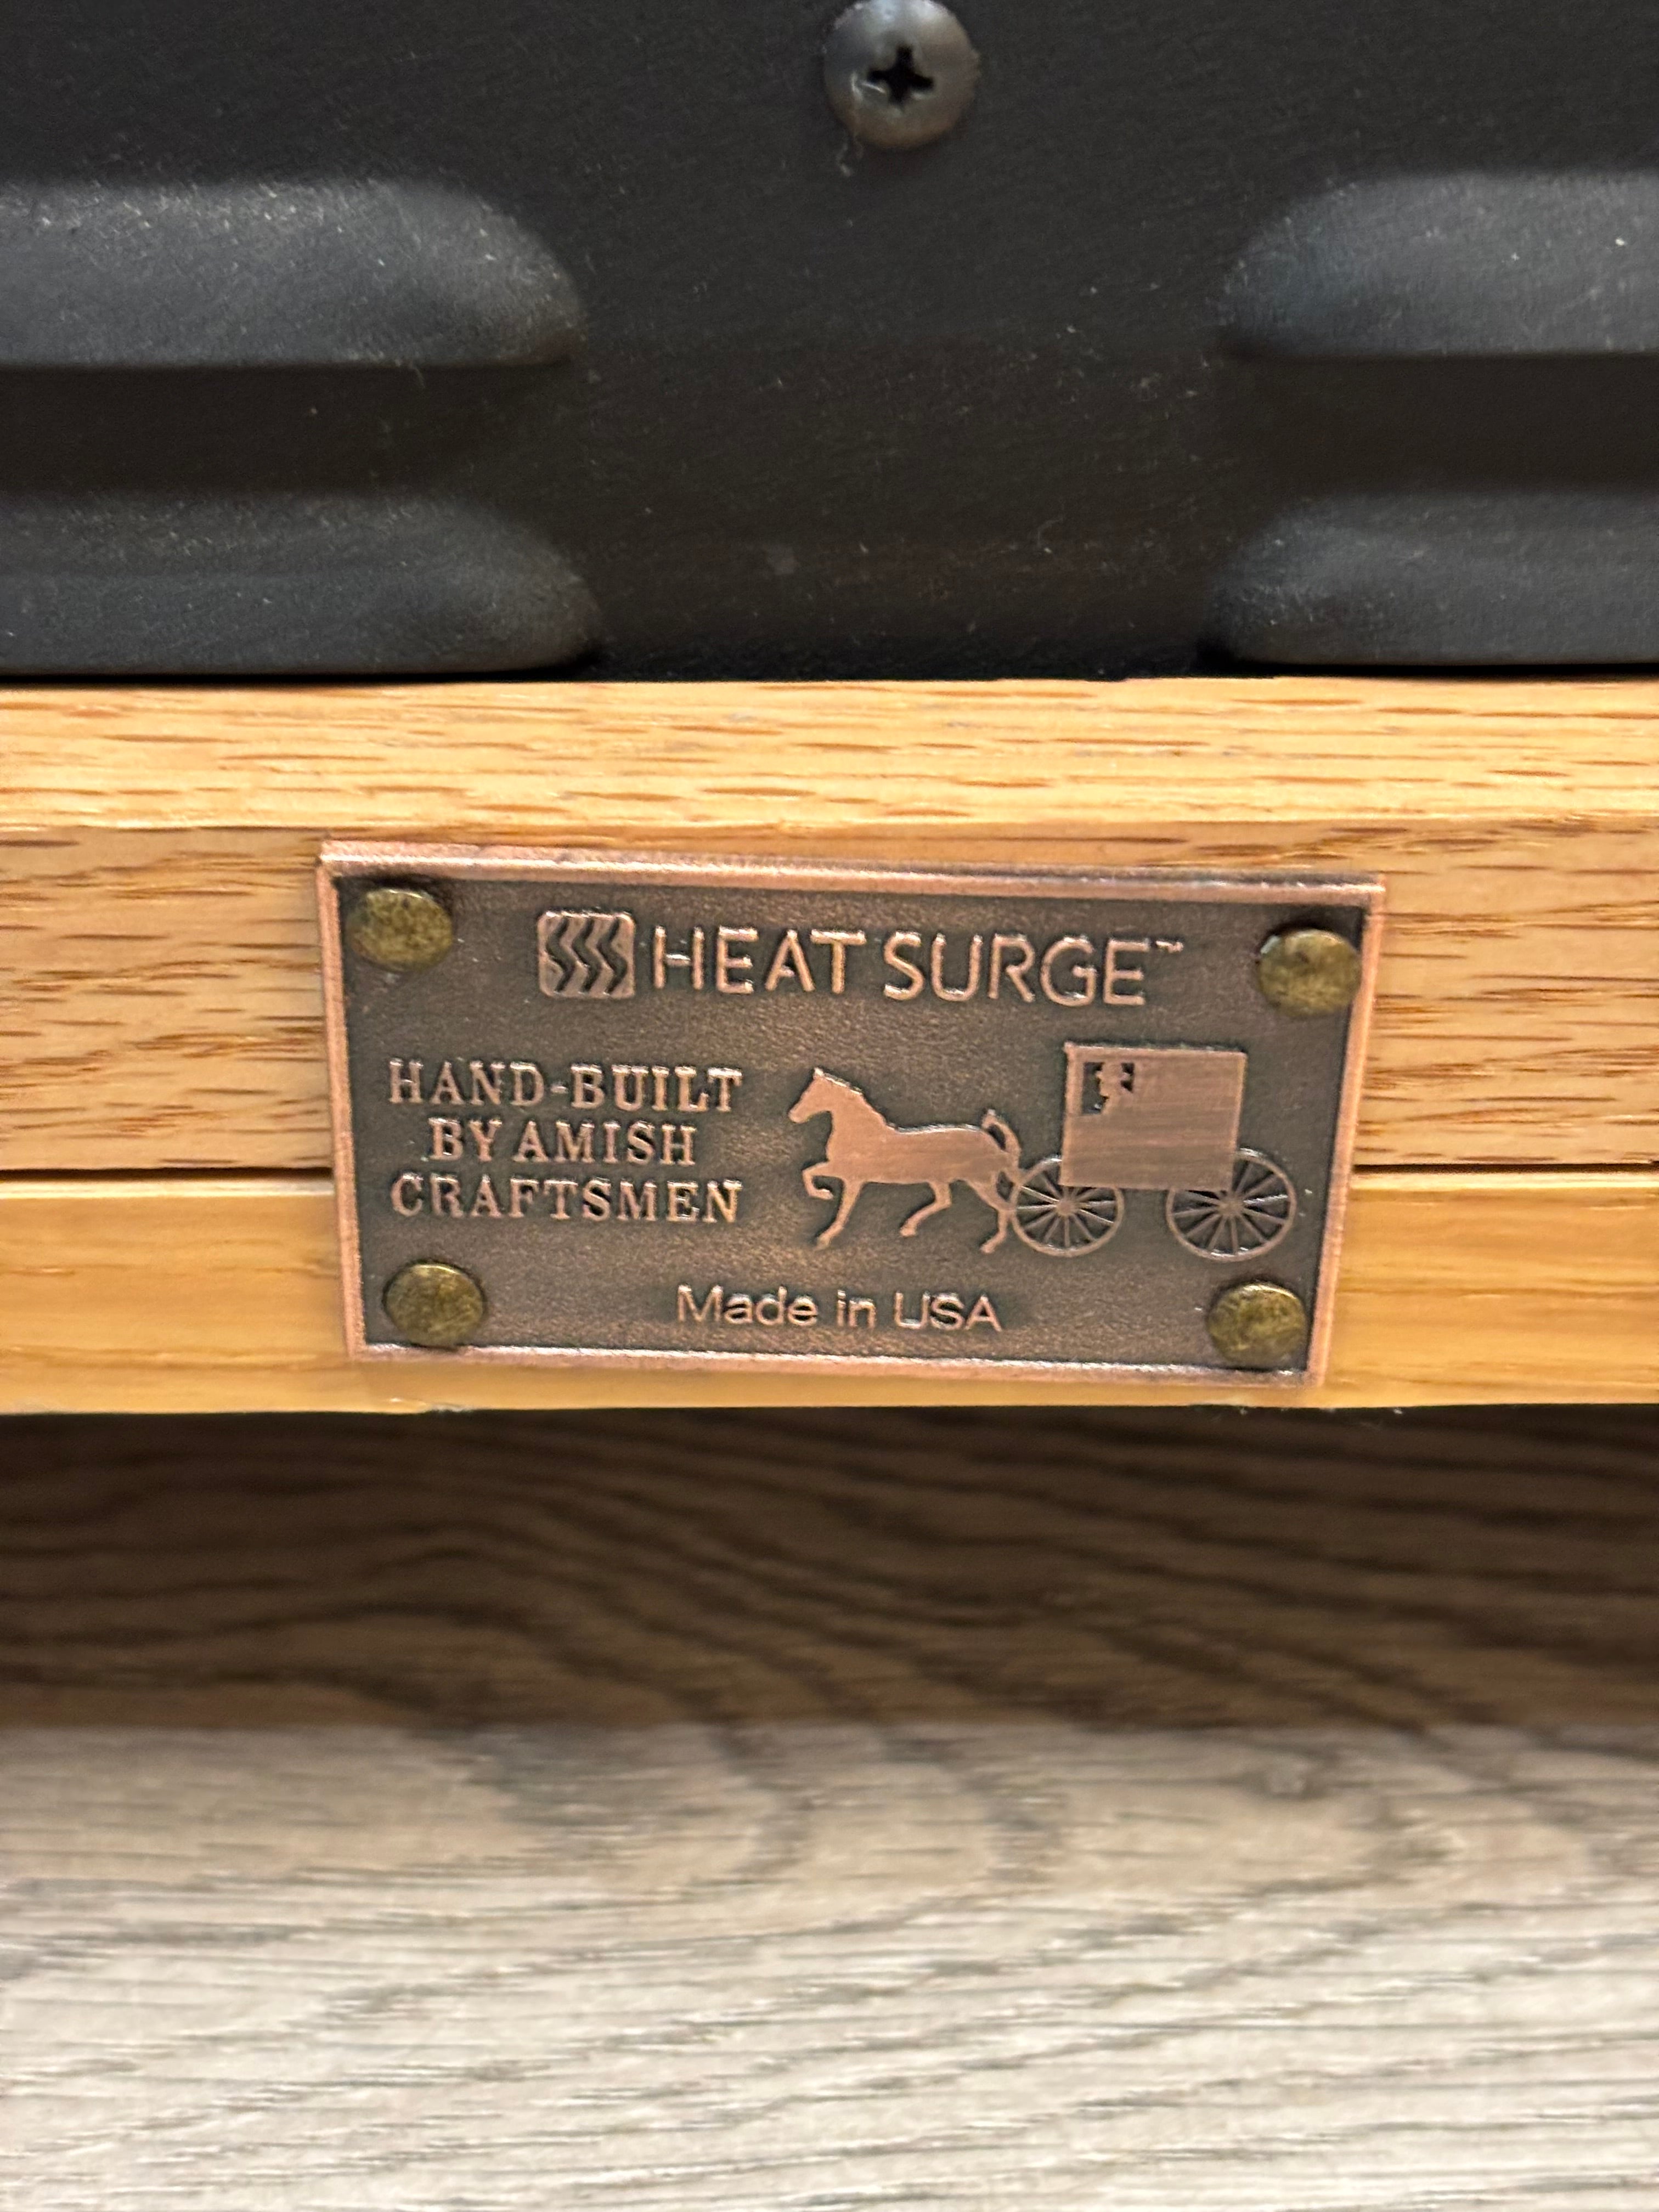 HEAT SURGE™
HAND-BUILT
BY AMISH
CRAFTSMEN
Made in USA